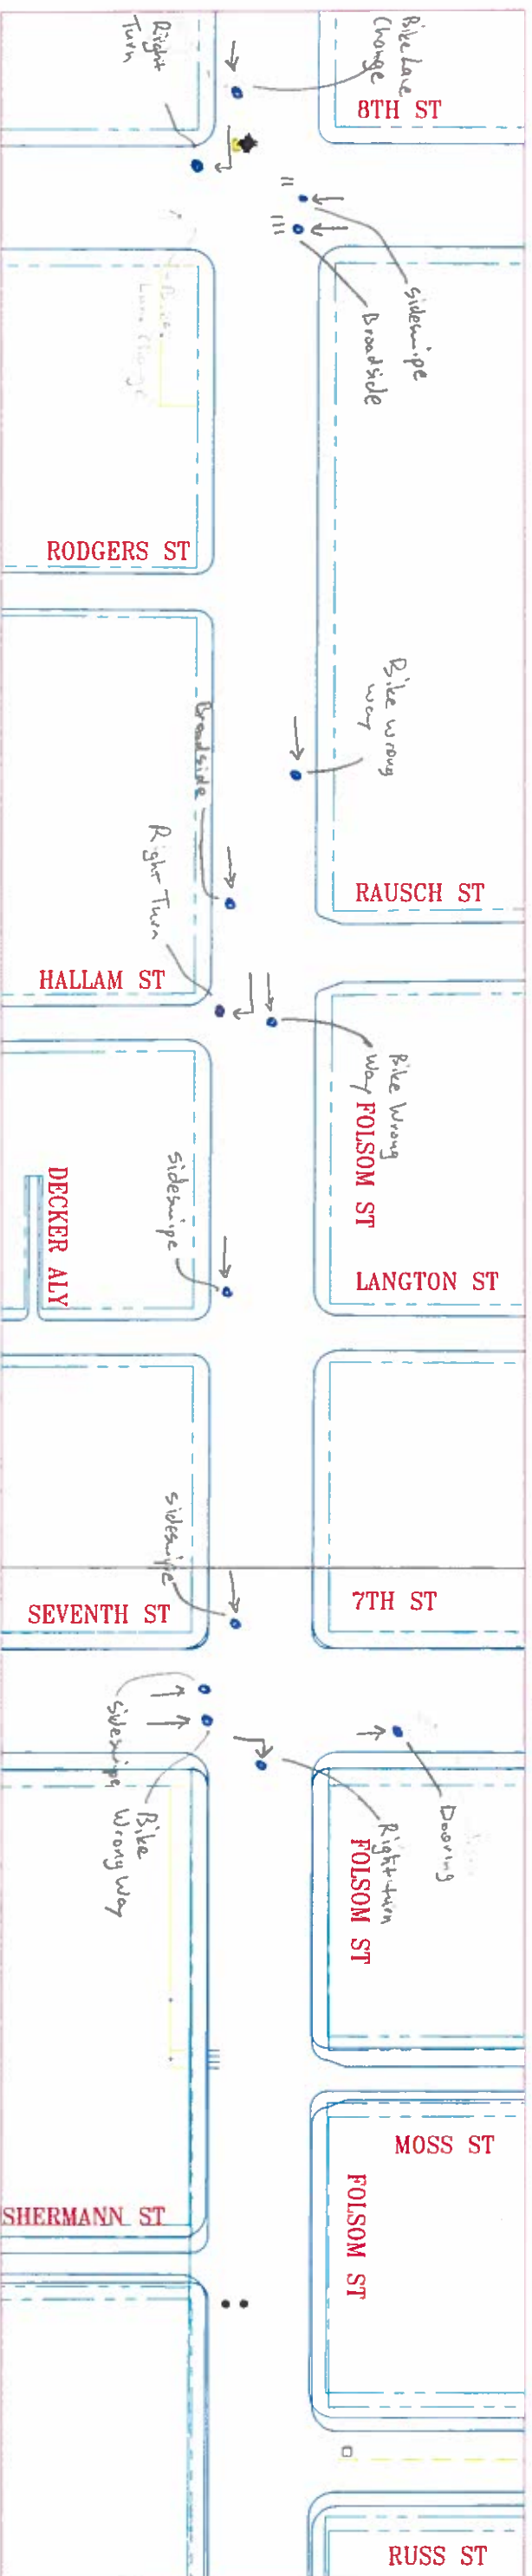 Bike Lane
Change
8TH ST
Right
Turn
II
III
sideswipe
Broadside
RODGERS ST
Bike Wrong
Way
Broadside
Right Turn
RAUSCH ST
HALLAM ST
Bike Wrong
Way
FOLSOM ST
sideswipe
DECKER ALY
LANGTON ST
sideswipe
7TH ST
SEVENTH ST
sideswipe
Bike
Wrong Way
Dooring
Right turn
FOLSOM ST
MOSS ST
FOLSOM ST
SHERMANN ST
RUSS ST